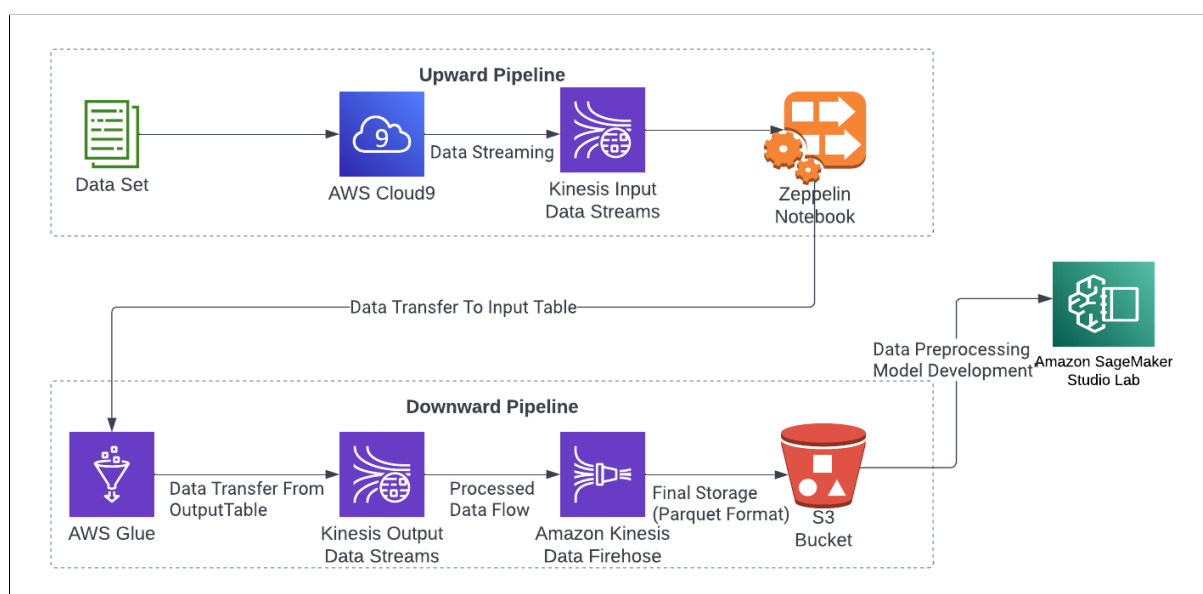 Upward Pipeline
9
Data Set
AWS Cloud9
Data Streaming
Kinesis Input
Data Streams
Zeppelin
Notebook
Data Transfer To Input Table
Data Preprocessing
Model Development
Amazon SageMaker
Studio Lab
Downward Pipeline
AWS Glue
Data Transfer From
OutputTable
Kinesis Output
Data Streams
Processed
Data Flow
Amazon Kinesis
Data Firehose
Final Storage
(Parquet Format)
S3
Bucket